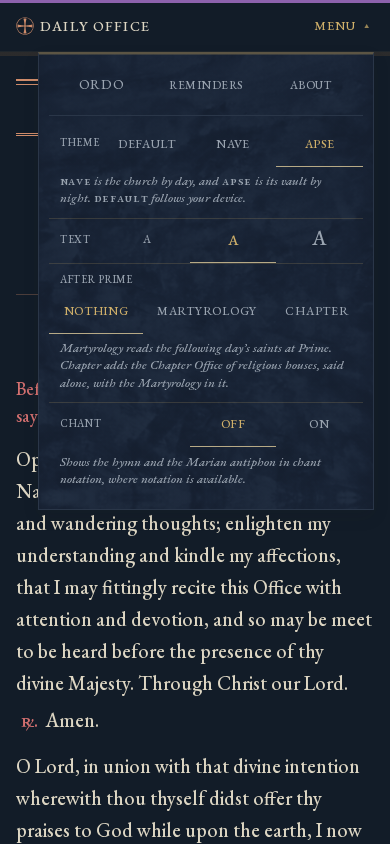 DAILY OFFICE
MENU
ORDO REMINDERS ABOUT
THEME DEFAULT NAVE APSE
NAVE is the church by day, and APSE is its vault by
night. DEFAULT follows your device.
TEXT A A A
AFTER PRIME
NOTHING MARTYROLOGY CHAPTER
Martyrology reads the following day's saints at Prime.
Chapter adds the Chapter Office of religious houses, said
alone, with the Martyrology in it.
CHANT OFF ON
Shows the hymn and the Marian antiphon in chant
notation, where notation is available.
and wandering thoughts; enlighten my
understanding and kindle my affections,
that I may fittingly recite this Office with
attention and devotion, and so may be meet
to be heard before the presence of thy
divine Majesty. Through Christ our Lord.
℟. Amen.
O Lord, in union with that divine intention
wherewith thou thyself didst offer thy
praises to God while upon the earth, I now